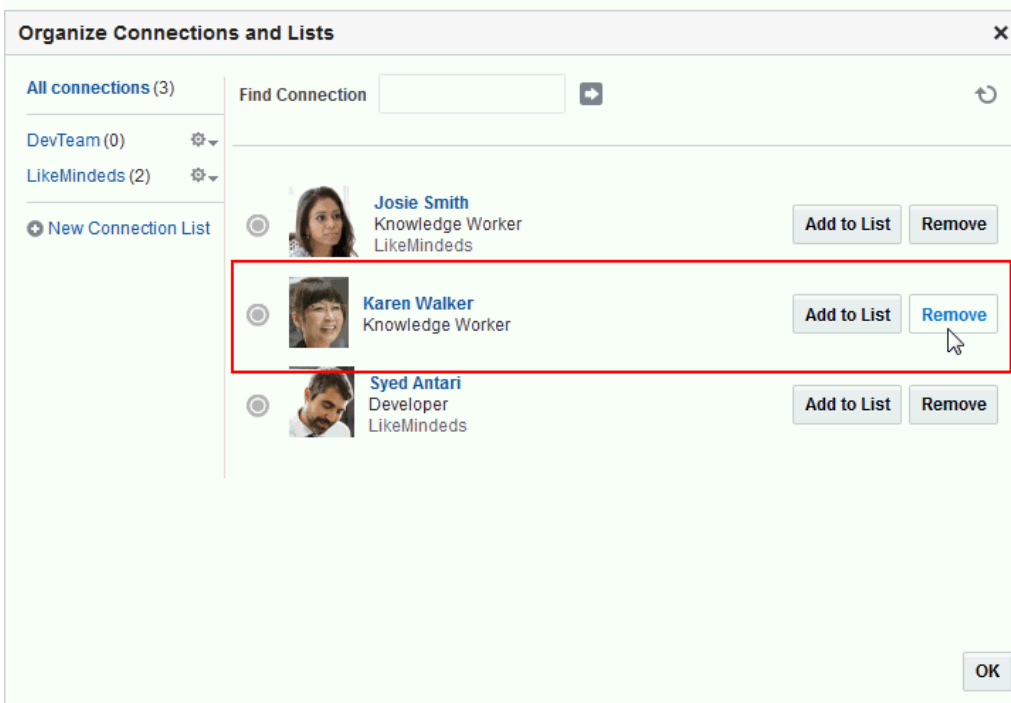 Organize Connections and Lists
All connections (3)
Find Connection
DevTeam (0)
LikeMindeds (2)
New Connection List
Josie Smith
Knowledge Worker
LikeMindeds
Add to List Remove
Karen Walker
Knowledge Worker
Add to List Remove
Syed Antari
Developer
LikeMindeds
Add to List Remove
OK